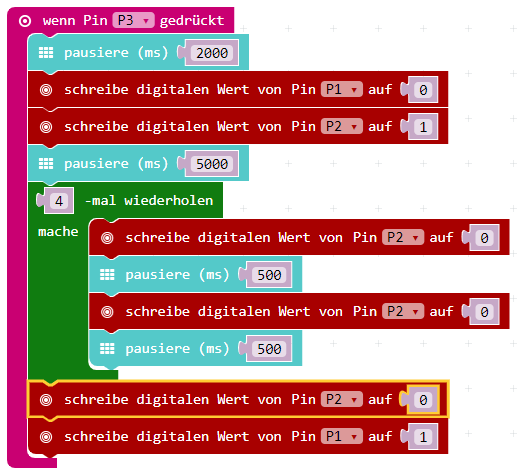 wenn Pin P3 gedrückt
pausiere (ms) 2000
schreibe digitalen Wert von Pin P1 auf 0
schreibe digitalen Wert von Pin P2 auf 1
pausiere (ms) 5000
4 -mal wiederholen
mache
schreibe digitalen Wert von Pin P2 auf 0
pausiere (ms) 500
schreibe digitalen Wert von Pin P2 auf 0
pausiere (ms) 500
schreibe digitalen Wert von Pin P2 auf 0
schreibe digitalen Wert von Pin P1 auf 1